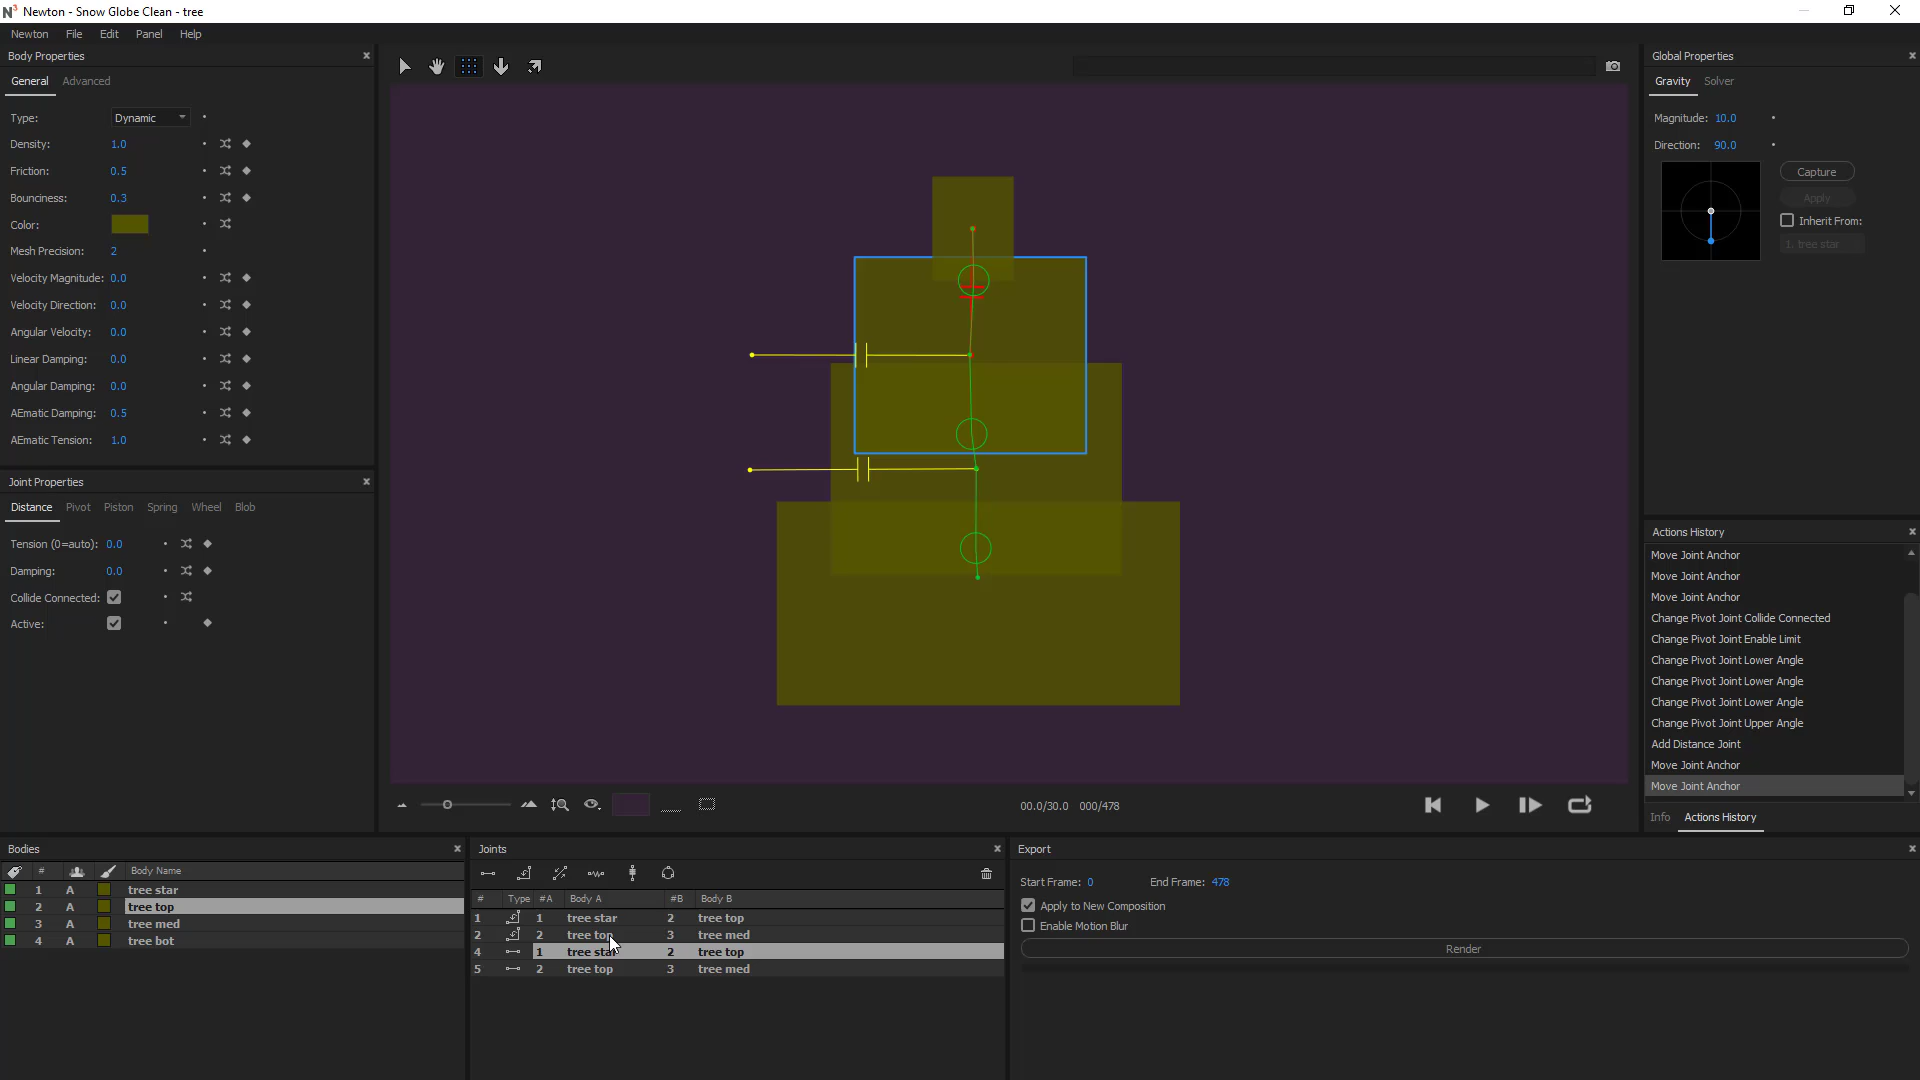 Newton - Snow Globe Clean - tree
Newton File Edit Panel Help
Body Properties
General Advanced
Type: Dynamic
Density: 1.0
Friction: 0.5
Bounciness: 0.3
Color:
Mesh Precision: 2
Velocity Magnitude: 0.0
Velocity Direction: 0.0
Angular Velocity: 0.0
Linear Damping: 0.0
Angular Damping: 0.0
AEmatic Damping: 0.5
AEmatic Tension: 1.0
Joint Properties
Distance Pivot Piston Spring Wheel Blob
Tension (0=auto): 0.0
Damping: 0.0
Collide Connected:
Active:
00.0/30.0 000/478
Global Properties
Gravity Solver
Magnitude: 10.0
Direction: 90.0
Capture
Apply
Inherit From:
1. tree star
Actions History
Move Joint Anchor
Move Joint Anchor
Move Joint Anchor
Change Pivot Joint Collide Connected
Change Pivot Joint Enable Limit
Change Pivot Joint Lower Angle
Change Pivot Joint Lower Angle
Change Pivot Joint Lower Angle
Change Pivot Joint Upper Angle
Add Distance Joint
Move Joint Anchor
Move Joint Anchor
Info Actions History
Bodies
# Body Name
1 A tree star
2 A tree top
3 A tree med
4 A tree bot
Joints
# Type #A Body A #B Body B
1 1 tree star 2 tree top
2 2 tree top 3 tree med
4 1 tree star 2 tree top
5 2 tree top 3 tree med
Export
Start Frame: 0 End Frame: 478
Apply to New Composition
Enable Motion Blur
Render